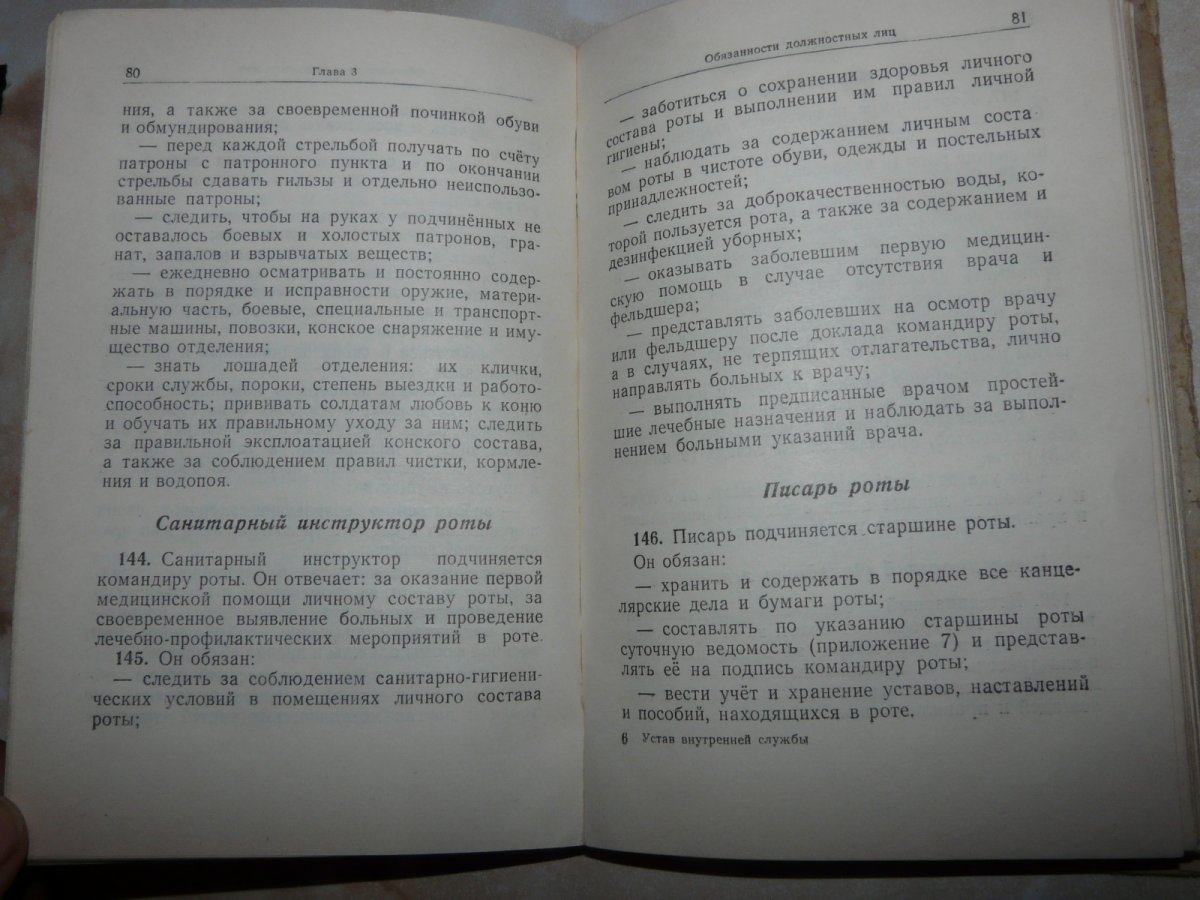 80
Глава 3
ния, а также за своевременной починкой обуви
и обмундирования;
— перед каждой стрельбой получать по счёту
патроны с патронного пункта и по окончании
стрельбы сдавать гильзы и отдельно неиспользо-
ванные патроны;
— следить, чтобы на руках у подчинённых не
оставалось боевых и холостых патронов, гра-
нат, запалов и взрывчатых веществ;
— ежедневно осматривать и постоянно содер-
жать в порядке и исправности оружие, матери-
альную часть, боевые, специальные и транспорт-
ные машины, повозки, конское снаряжение и иму-
щество отделения;
— знать лошадей отделения: их клички,
сроки службы, пороки, степень выездки и работо-
способность; прививать солдатам любовь к коню
и обучать их правильному уходу за ним; следить
за правильной эксплоатацией конского состава,
а также за соблюдением правил чистки, кормле-
ния и водопоя.
Санитарный инструктор роты
144. Санитарный инструктор подчиняется
командиру роты. Он отвечает: за оказание первой
медицинской помощи личному составу роты, за
своевременное выявление больных и проведение
лечебно-профилактических мероприятий в роте.
145. Он обязан:
— следить за соблюдением санитарно-гигиени-
ческих условий в помещениях личного состава
роты;
Обязанности должностных лиц
81
— заботиться о сохранении здоровья личного
состава роты и выполнении им правил личной
гигиены;
— наблюдать за содержанием личным соста
вом роты в чистоте обуви, одежды и постельных
принадлежностей;
— следить за доброкачественностью воды, ко-
торой пользуется рота, а также за содержанием и
дезинфекцией уборных;
— оказывать заболевшим первую медицин-
скую помощь в случае отсутствия врача и
фельдшера;
— представлять заболевших на осмотр врачу
или фельдшеру после доклада командиру роты,
а в случаях, не терпящих отлагательства, лично
направлять больных к врачу;
— выполнять предписанные врачом простей-
шие лечебные назначения и наблюдать за выпол-
нением больными указаний врача.
Писарь роты
146. Писарь подчиняется старшине роты.
Он обязан:
— хранить и содержать в порядке все канце-
лярские дела и бумаги роты;
— составлять по указанию старшины роты
суточную ведомость (приложение 7) и представ-
лять её на подпись командиру роты;
— вести учёт и хранение уставов, наставлений
и пособий, находящихся в роте.
6 Устав внутренней службы